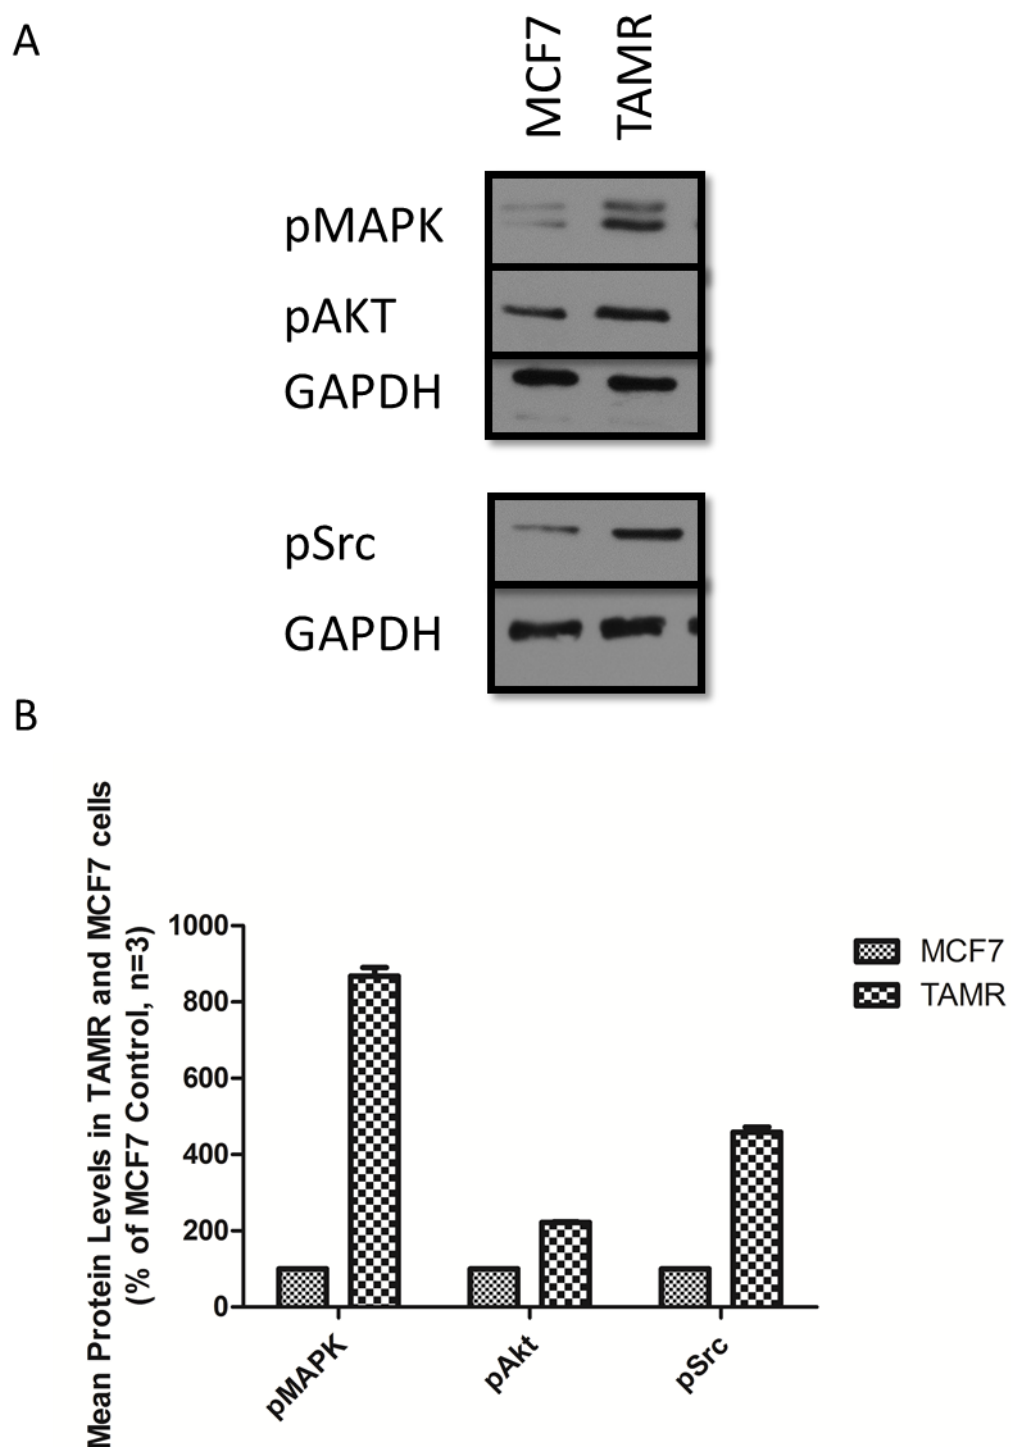 A
MCF7
TAMR
pMAPK
pAKT
GAPDH
pSrc
GAPDH
B
Mean Protein Levels in TAMR and MCF7 cells
(% of MCF7 Control, n=3)
1000
800
600
400
200
0
pMAPK
pAkt
pSrc
MCF7
TAMR